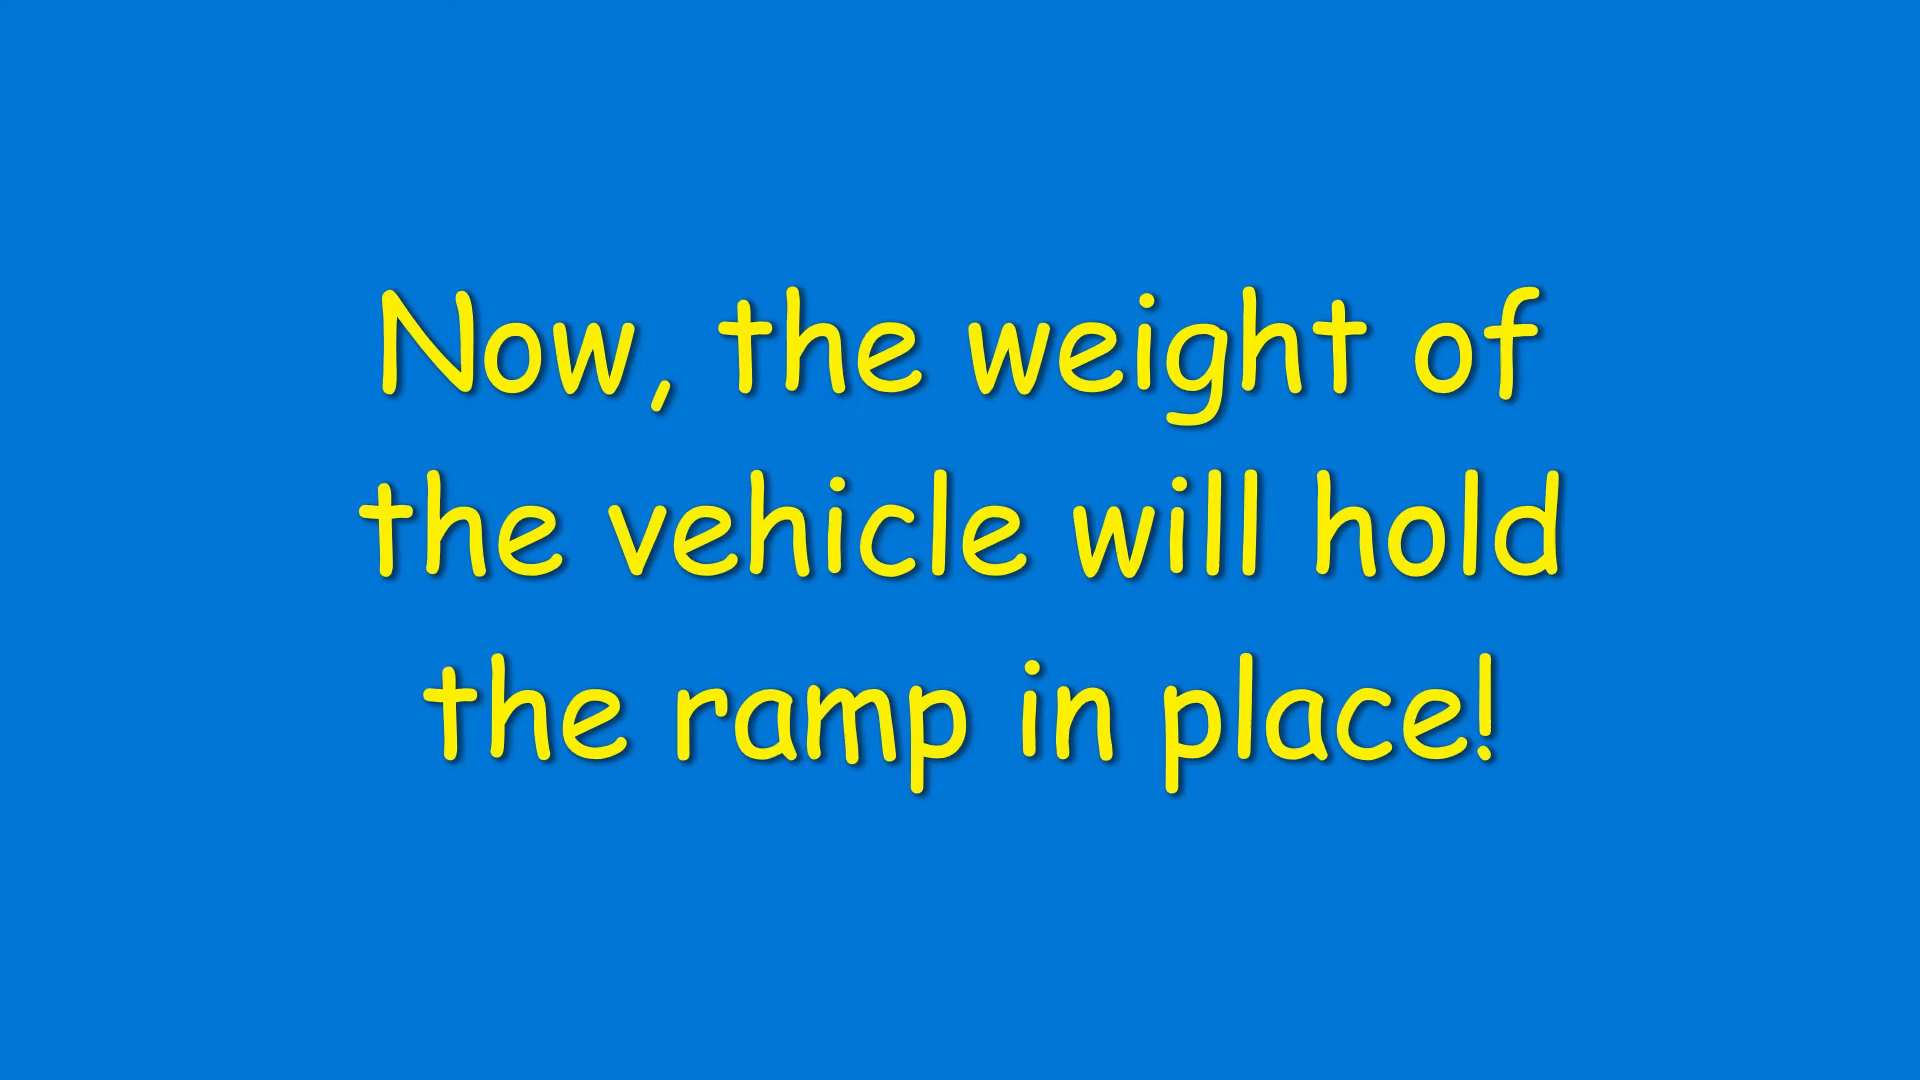 Now, the weight of
the vehicle will hold
the ramp in place!